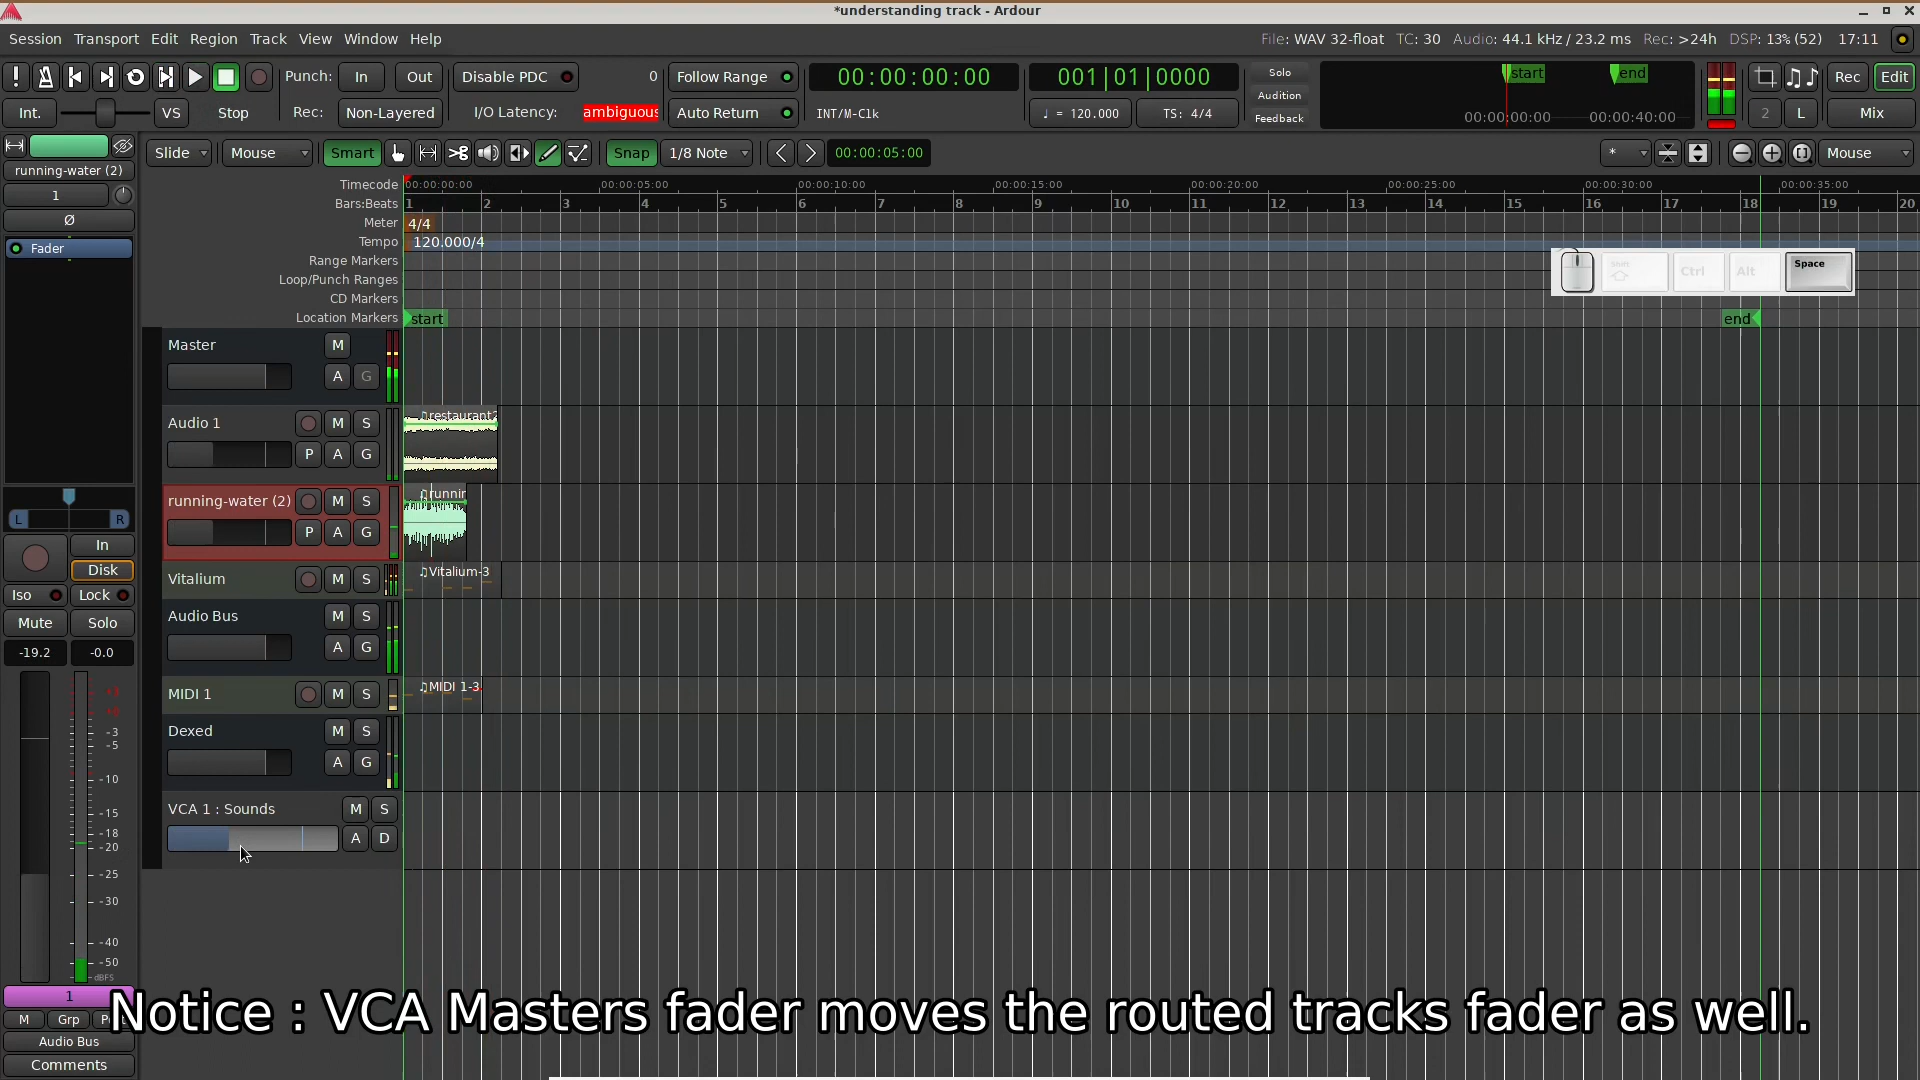 *understanding track - Ardour
Session Transport Edit Region Track View Window Help
File: WAV 32-float TC: 30 Audio: 44.1 kHz / 23.2 ms Rec: >24h DSP: 13% (52) 17:11
Punch: In Out Disable PDC 0 Follow Range 00:00:00:00 001|01|0000 Solo start end Rec Edit
Audition
Int. VS Stop Rec: Non-Layered I/O Latency: ambiguous Auto Return INT/M-Clk ♩ = 120.000 TS: 4/4 Feedback 00:00:00:00 00:00:40:00 2 L Mix
Slide Mouse Smart Snap 1/8 Note 00:00:05:00 * Mouse
running-water (2)
1
Ø
Fader
L R
In
Disk
Iso Lock
Mute Solo
-19.2 -0.0
-3
-5
-10
-15
-18
-20
-25
-30
-40
-50
dBFS
1
M Grp
Audio Bus
Comments
Timecode 00:00:00:00 00:00:05:00 00:00:10:00 00:00:15:00 00:00:20:00 00:00:25:00 00:00:30:00 00:00:35:00
Bars:Beats 1 2 3 4 5 6 7 8 9 10 11 12 13 14 15 16 17 18 19 20
Meter 4/4
Tempo 120.000/4
Range Markers
Loop/Punch Ranges
CD Markers
Location Markers start end
Shift Ctrl Alt Space
Master M
A G
Audio 1 M S restaurant2
P A G
running-water (2) M S runnir
P A G
Vitalium M S Vitalium-3
Audio Bus M S
A G
MIDI 1 M S MIDI 1-3
Dexed M S
A G
VCA 1 : Sounds M S
A D
Notice : VCA Masters fader moves the routed tracks fader as well.